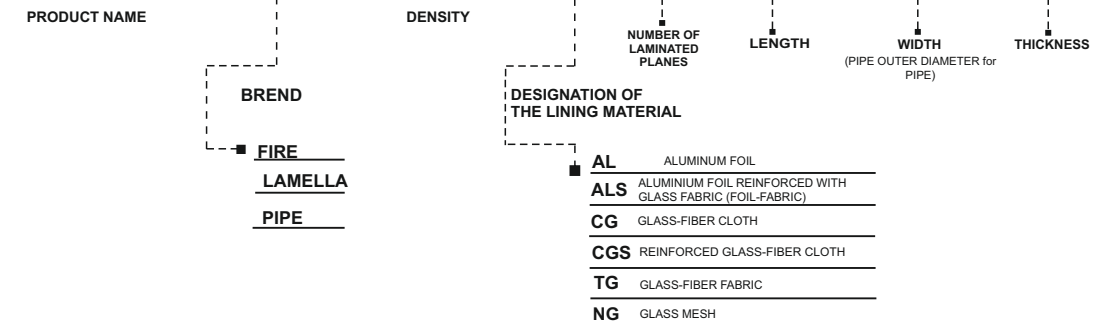 PRODUCT NAME
DENSITY
NUMBER OF
LAMINATED
PLANES
LENGTH
WIDTH
(PIPE OUTER DIAMETER for
PIPE)
THICKNESS
BREND
FIRE
LAMELLA
PIPE
DESIGNATION OF
THE LINING MATERIAL
AL ALUMINUM FOIL
ALS ALUMINIUM FOIL REINFORCED WITH
GLASS FABRIC (FOIL-FABRIC)
CG GLASS-FIBER CLOTH
CGS REINFORCED GLASS-FIBER CLOTH
TG GLASS-FIBER FABRIC
NG GLASS MESH